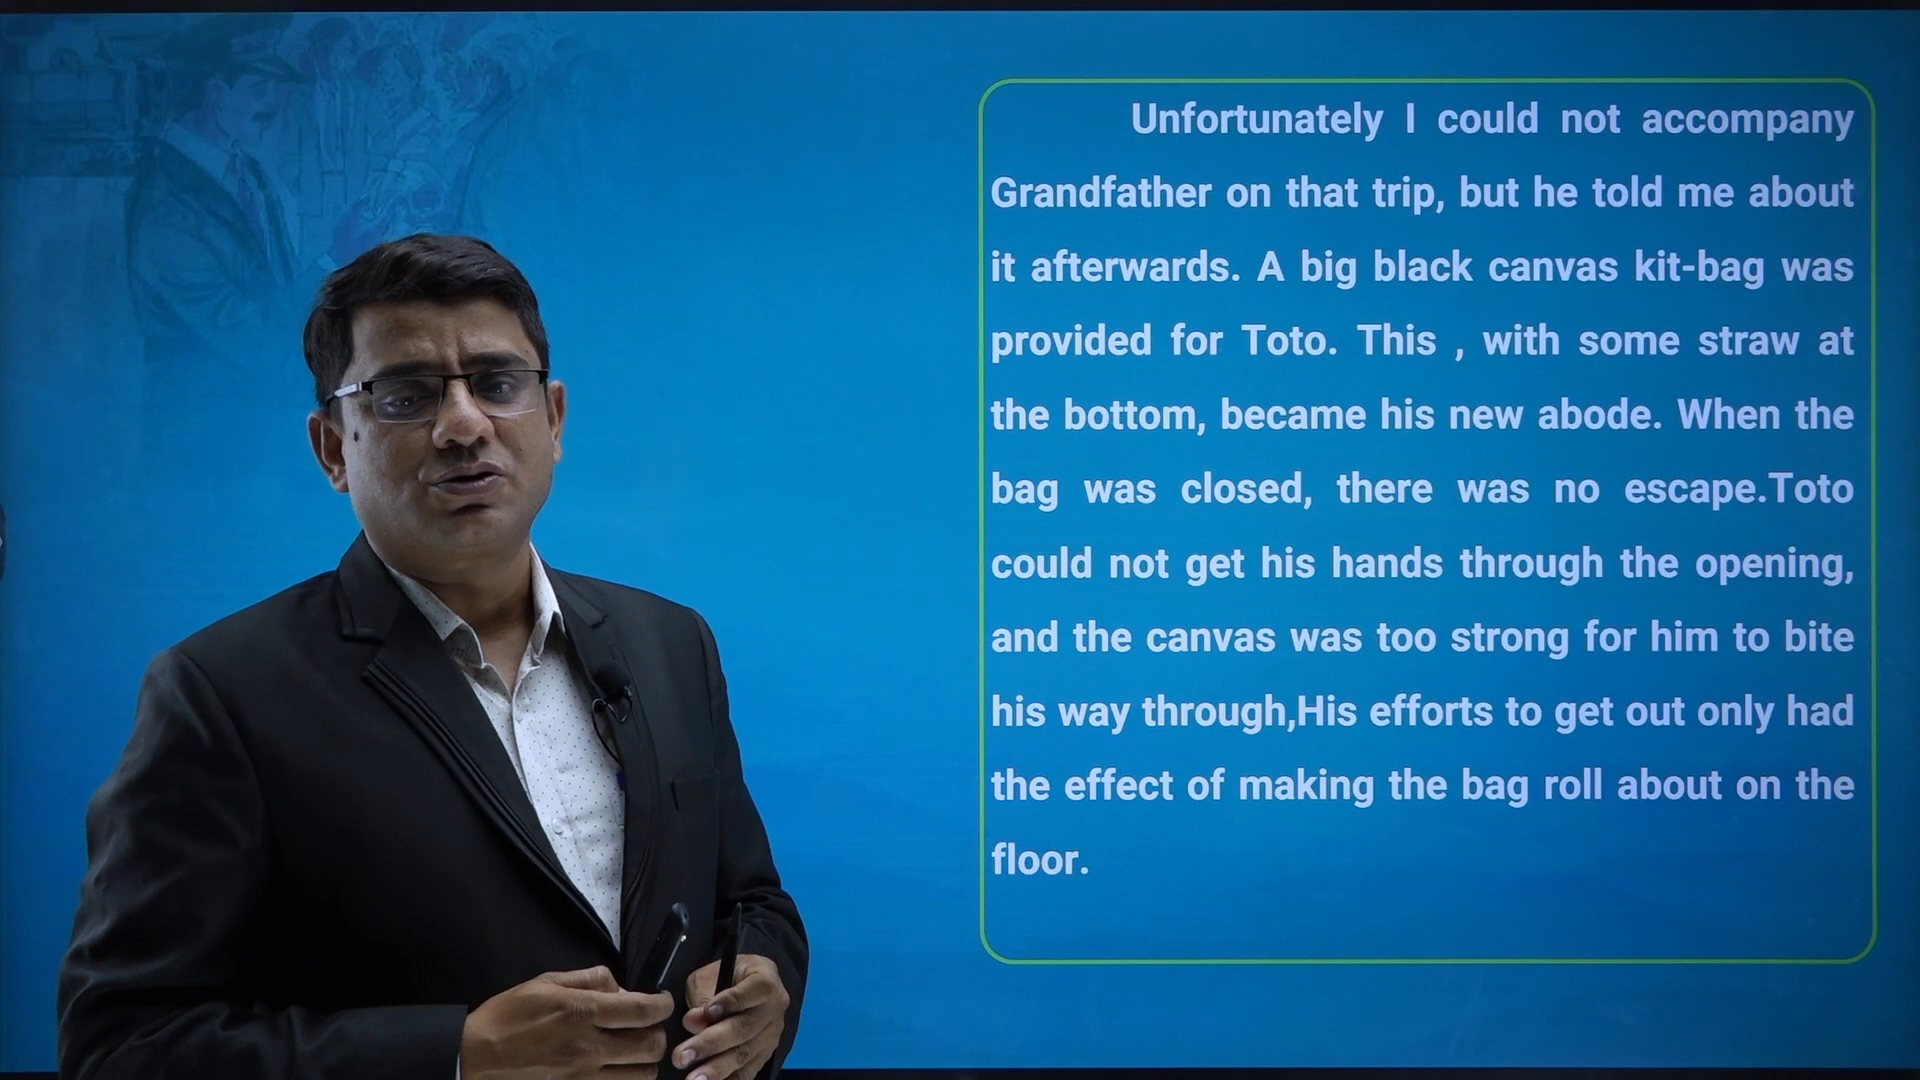 Unfortunately I could not accompany
Grandfather on that trip, but he told me about
it afterwards. A big black canvas kit-bag was
provided for Toto. This , with some straw at
the bottom, became his new abode. When the
bag was closed, there was no escape.Toto
could not get his hands through the opening,
and the canvas was too strong for him to bite
his way through,His efforts to get out only had
the effect of making the bag roll about on the
floor.